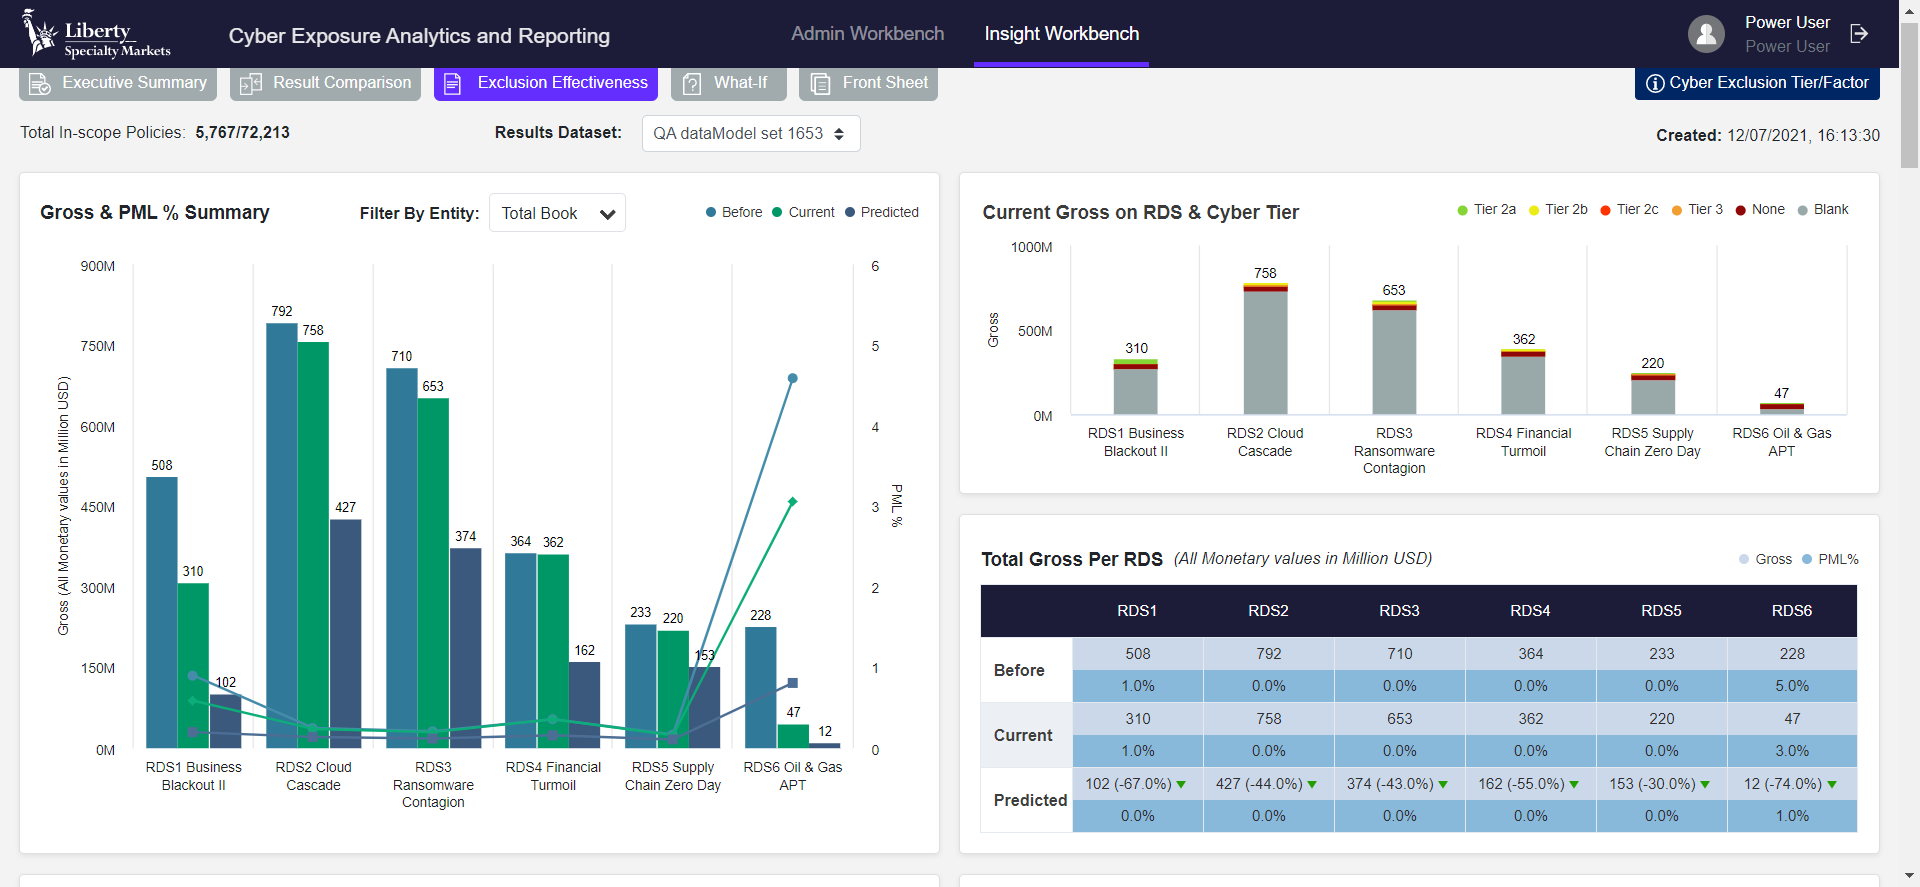 Liberty
Specialty Markets
Cyber Exposure Analytics and Reporting
Admin Workbench
Insight Workbench
Power User
Power User
Executive Summary
Result Comparison
Exclusion Effectiveness
What-If
Front Sheet
Cyber Exclusion Tier/Factor
Total In-scope Policies: 5,767/72,213
Results Dataset: QA dataModel set 1653
Created: 12/07/2021, 16:13:30
Gross & PML % Summary
Filter By Entity: Total Book
Before Current Predicted
900M
750M
600M
450M
300M
150M
0M
Gross (All Monetary values in Million USD)
6
5
4
3
2
1
0
PML %
508 310 102
792 758 427
710 653 374
364 362 162
233 220 153
228 47 12
RDS1 Business
Blackout II
RDS2 Cloud
Cascade
RDS3
Ransomware
Contagion
RDS4 Financial
Turmoil
RDS5 Supply
Chain Zero Day
RDS6 Oil & Gas
APT
Current Gross on RDS & Cyber Tier
Tier 2a Tier 2b Tier 2c Tier 3 None Blank
1000M
500M
0M
Gross
310 758 653 362 220 47
RDS1 Business
Blackout II
RDS2 Cloud
Cascade
RDS3
Ransomware
Contagion
RDS4 Financial
Turmoil
RDS5 Supply
Chain Zero Day
RDS6 Oil & Gas
APT
Total Gross Per RDS (All Monetary values in Million USD)
Gross PML%
RDS1 RDS2 RDS3 RDS4 RDS5 RDS6
Before
508 792 710 364 233 228
1.0% 0.0% 0.0% 0.0% 0.0% 5.0%
Current
310 758 653 362 220 47
1.0% 0.0% 0.0% 0.0% 0.0% 3.0%
Predicted
102 (-67.0%) 427 (-44.0%) 374 (-43.0%) 162 (-55.0%) 153 (-30.0%) 12 (-74.0%)
0.0% 0.0% 0.0% 0.0% 0.0% 1.0%